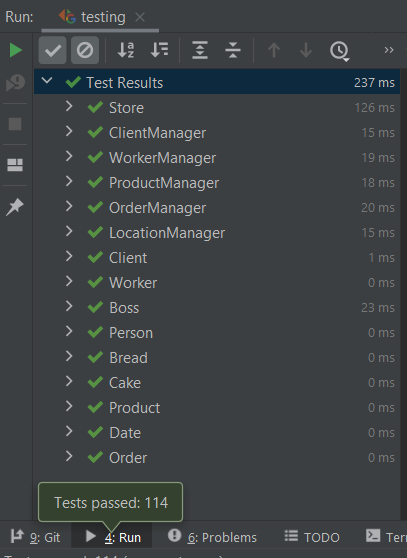 Run: testing ×
Test Results 237 ms
Store 126 ms
ClientManager 15 ms
WorkerManager 19 ms
ProductManager 18 ms
OrderManager 20 ms
LocationManager 15 ms
Client 1 ms
Worker 0 ms
Boss 23 ms
Person 0 ms
Bread 0 ms
Cake 0 ms
Product 0 ms
Date 0 ms
Order 0 ms
Tests passed: 114
9: Git 4: Run 6: Problems TODO Ter